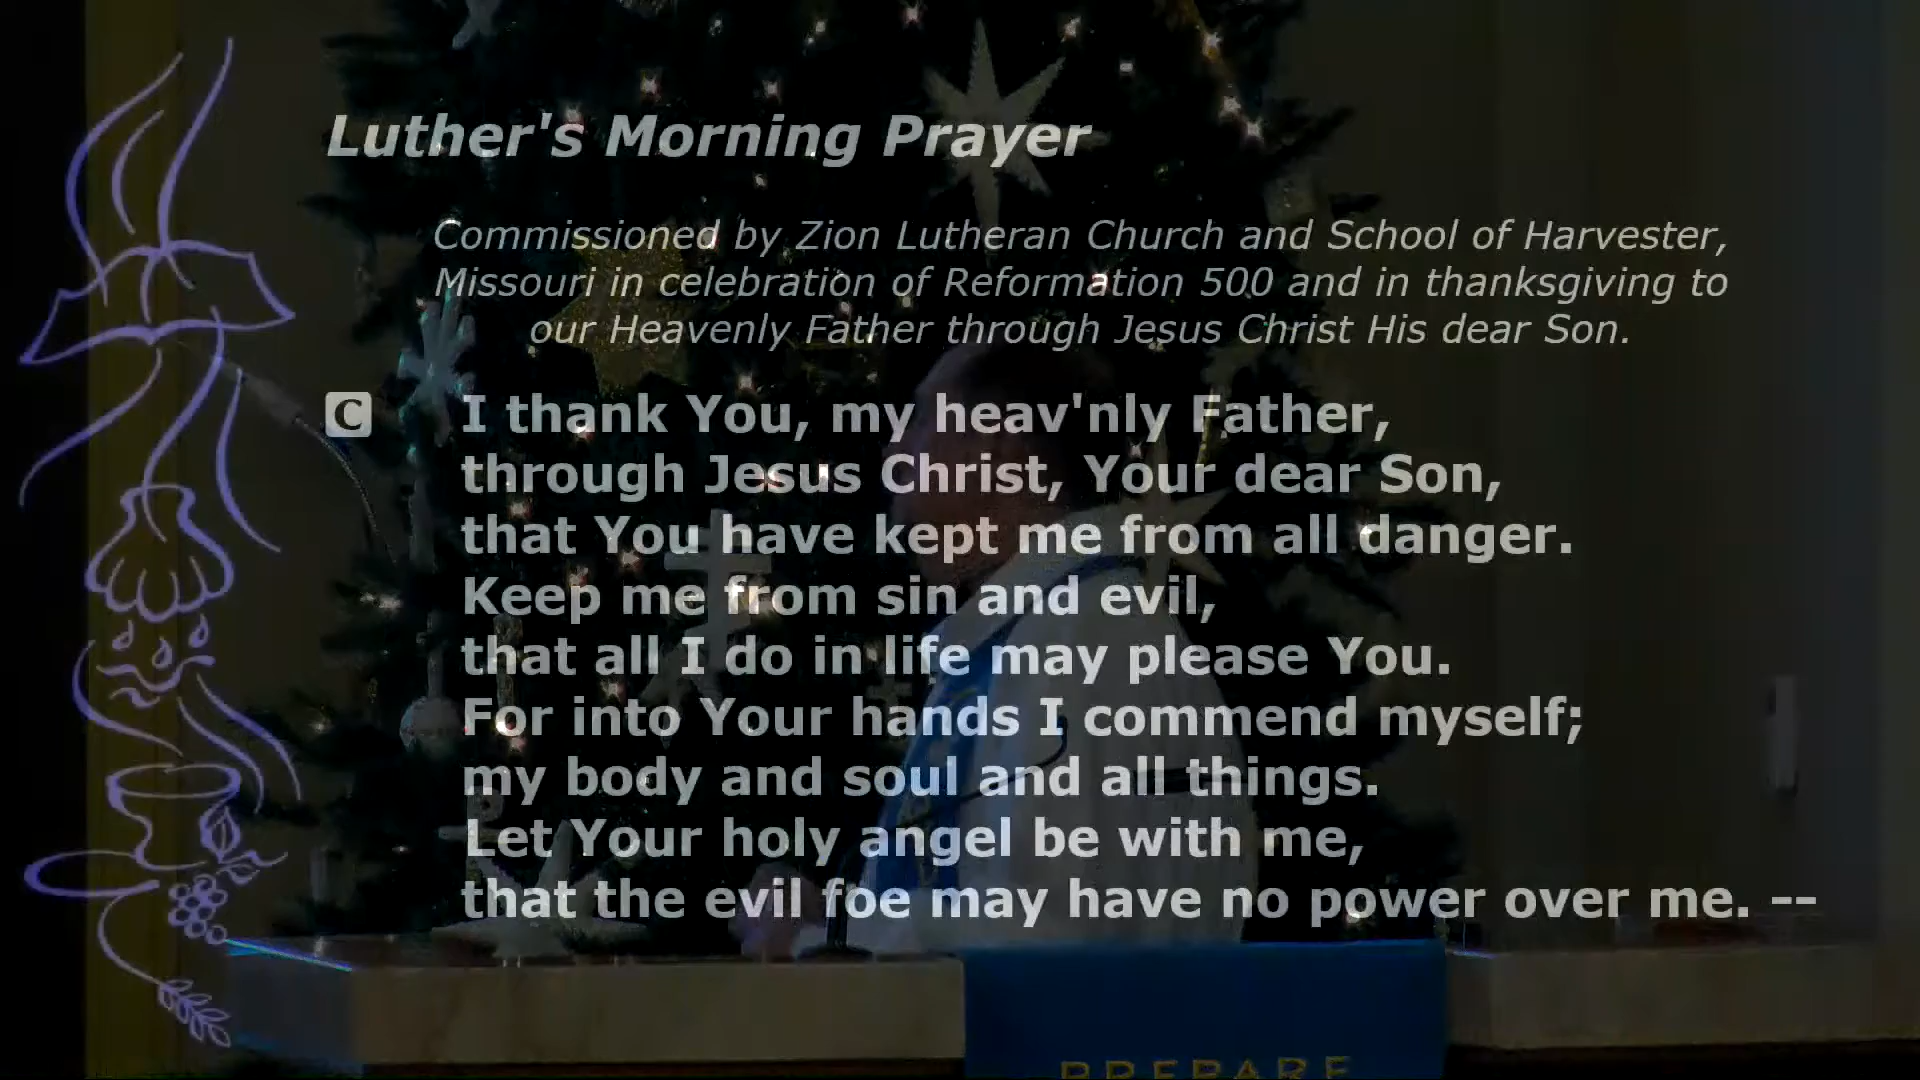 Luther's Morning Prayer
Commissioned by Zion Lutheran Church and School of Harvester,
Missouri in celebration of Reformation 500 and in thanksgiving to
our Heavenly Father through Jesus Christ His dear Son.
C I thank You, my heav'nly Father,
through Jesus Christ, Your dear Son,
that You have kept me from all danger.
Keep me from sin and evil,
that all I do in life may please You.
For into Your hands I commend myself;
my body and soul and all things.
Let Your holy angel be with me,
that the evil foe may have no power over me. --
PREPARE